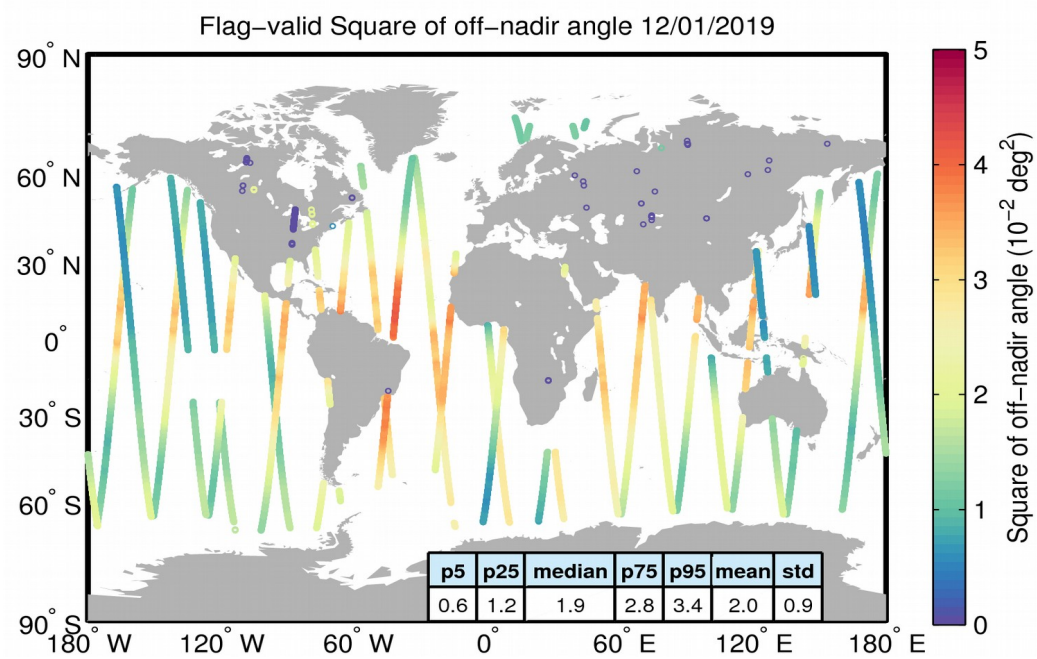 Flag−valid Square of off−nadir angle 12/01/2019
90° N
60° N
30° N
0°
30° S
60° S
90° S
180° W
120° W
60° W
0°
60° E
120° E
180° E
p5 p25 median p75 p95 mean std
0.6 1.2 1.9 2.8 3.4 2.0 0.9
5
4
3
2
1
0
Square of off−nadir angle (10⁻² deg²)